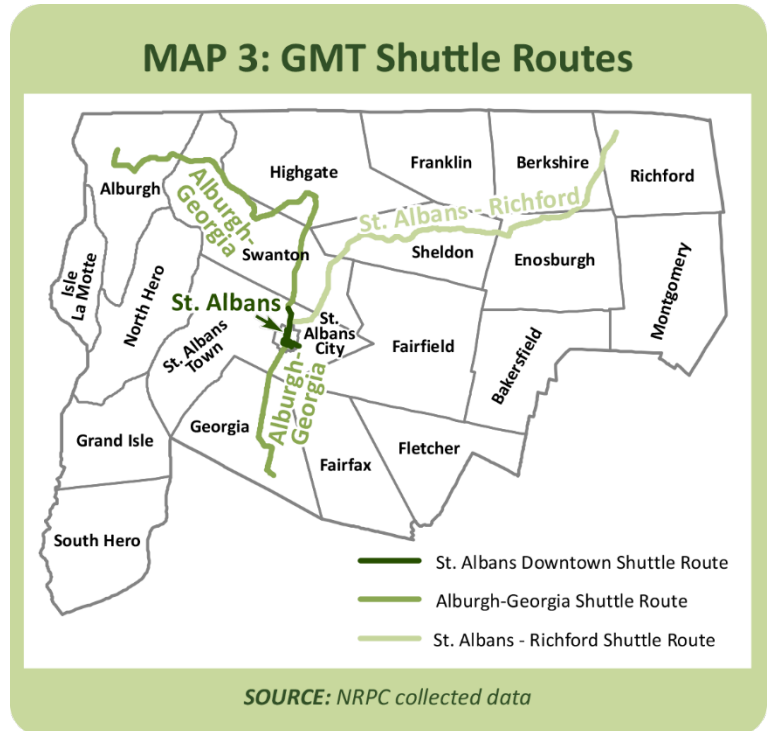 MAP 3: GMT Shuttle Routes
Alburgh
Highgate
Franklin
Berkshire
Richford
Alburgh-
Georgia
St. Albans - Richford
Swanton
Sheldon
Enosburgh
Isle
La Motte
North Hero
Montgomery
St. Albans
St. Albans
Town
St.
Albans
City
Fairfield
Bakersfield
Alburgh-
Georgia
Georgia
Grand Isle
Fairfax
Fletcher
South Hero
St. Albans Downtown Shuttle Route
Alburgh-Georgia Shuttle Route
St. Albans - Richford Shuttle Route
SOURCE: NRPC collected data